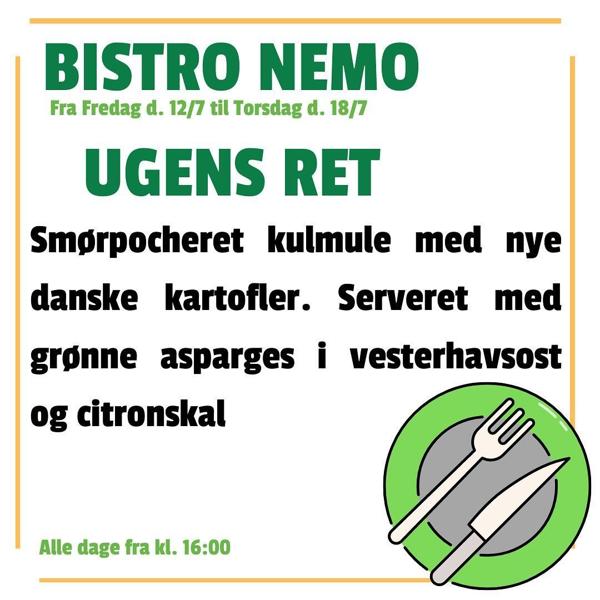 BISTRO NEMO
Fra Fredag d. 12/7 til Torsdag d. 18/7
UGENS RET
Smørpocheret kulmule med nye
danske kartofler. Serveret med
grønne asparges i vesterhavsost
og citronskal
Alle dage fra kl. 16:00